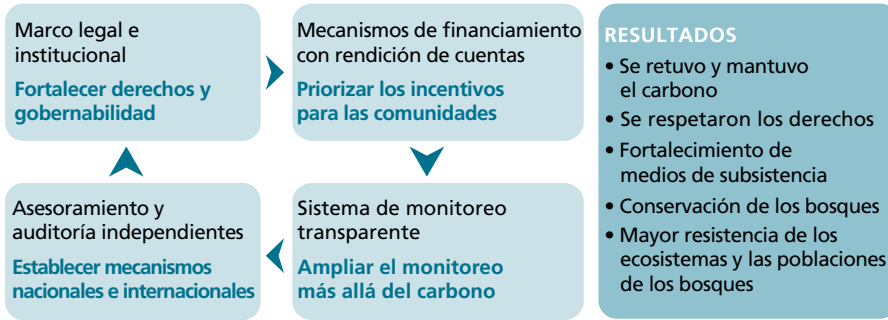 Marco legal e
institucional
Fortalecer derechos y
gobernabilidad
Mecanismos de financiamiento
con rendición de cuentas
Priorizar los incentivos
para las comunidades
Asesoramiento y
auditoría independientes
Establecer mecanismos
nacionales e internacionales
Sistema de monitoreo
transparente
Ampliar el monitoreo
más allá del carbono
RESULTADOS
• Se retuvo y mantuvo
el carbono
• Se respetaron los derechos
• Fortalecimiento de
medios de subsistencia
• Conservación de los bosques
• Mayor resistencia de los
ecosistemas y las poblaciones
de los bosques